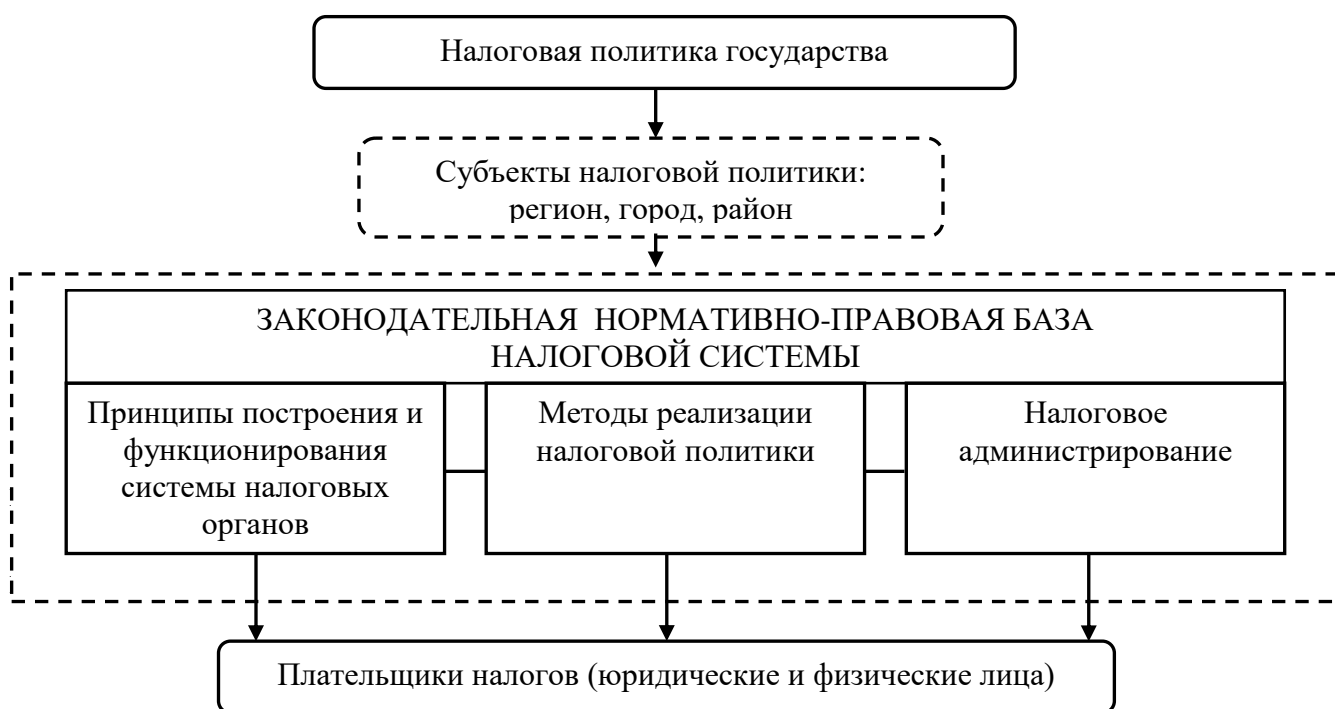 Налоговая политика государства
Субъекты налоговой политики:
регион, город, район
ЗАКОНОДАТЕЛЬНАЯ НОРМАТИВНО-ПРАВОВАЯ БАЗА
НАЛОГОВОЙ СИСТЕМЫ
Принципы построения и
функционирования
системы налоговых
органов
Методы реализации
налоговой политики
Налоговое
администрирование
Плательщики налогов (юридические и физические лица)